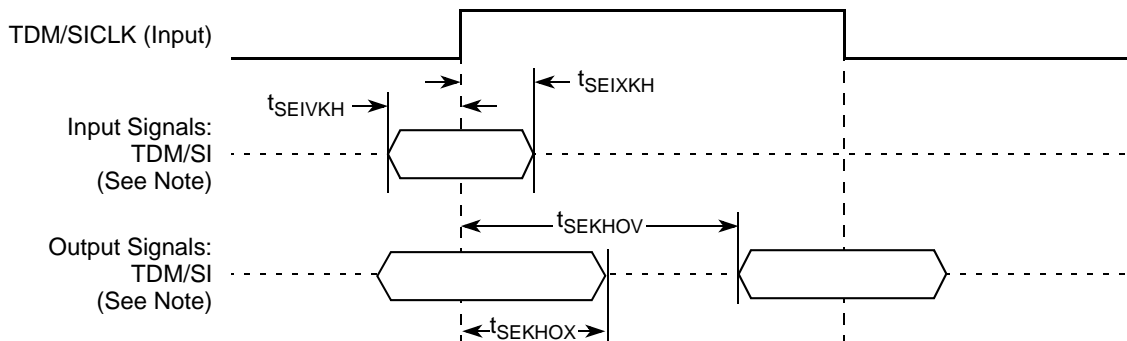 TDM/SICLK (Input)
tSEIXKH
tSEIVKH
Input Signals:
TDM/SI
(See Note)
tSEKHOV
Output Signals:
TDM/SI
(See Note)
tSEKHOX